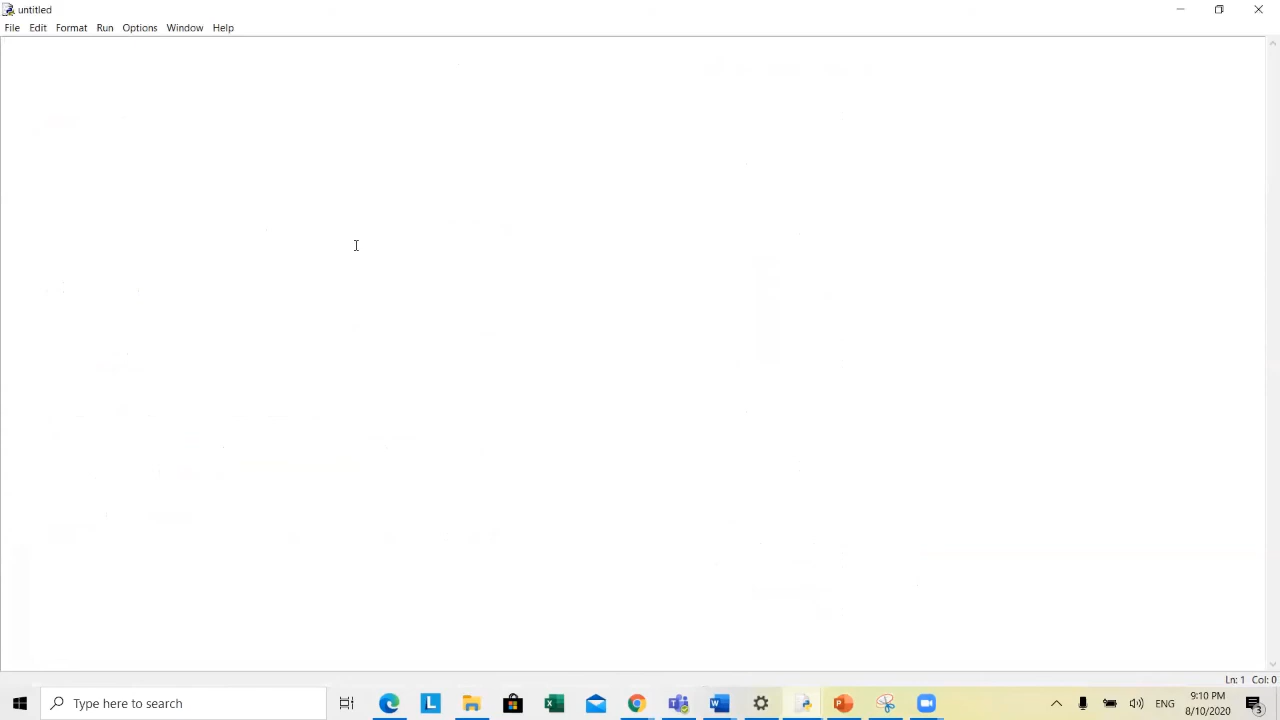 untitled
File Edit Format Run Options Window Help
Ln: 1 Col: 0
Type here to search
ENG
9:10 PM
8/10/2020
3